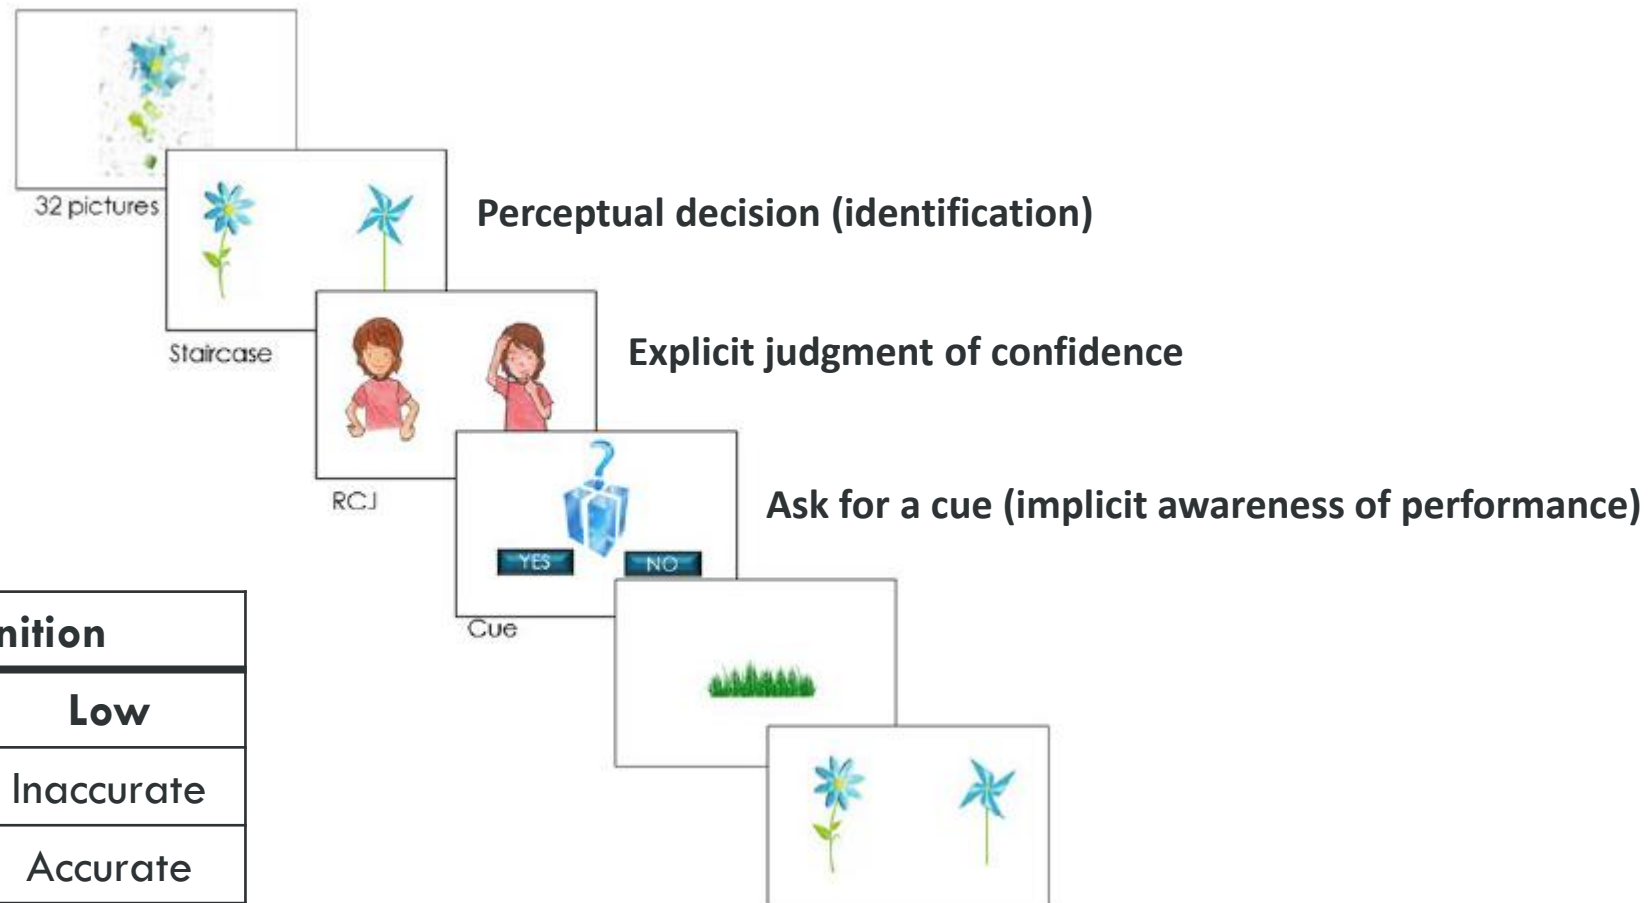 32 pictures
Perceptual decision (identification)
Staircase
Explicit judgment of confidence
RCJ
Ask for a cue (implicit awareness of performance)
YES NO
Cue
nition
Low
Inaccurate
Accurate